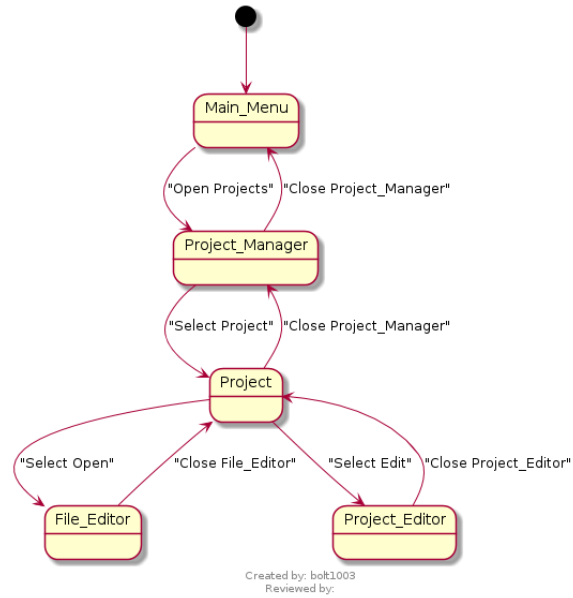 Main_Menu
"Open Projects" "Close Project_Manager"
Project_Manager
"Select Project" "Close Project_Manager"
Project
"Select Open" "Close File_Editor" "Select Edit" "Close Project_Editor"
File_Editor Project_Editor
Created by: bolt1003
Reviewed by: